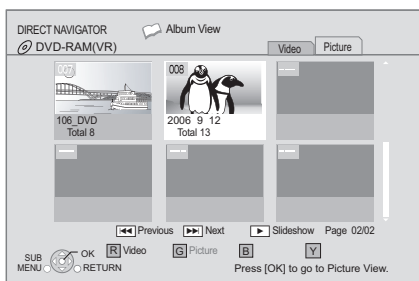 DIRECT NAVIGATOR Album View
DVD-RAM(VR) Video Picture
007 008 ---
106_DVD 2006 9 12
Total 8 Total 13
--- --- ---
Previous Next Slideshow Page 02/02
SUB MENU OK RETURN R Video G Picture B Y
Press [OK] to go to Picture View.